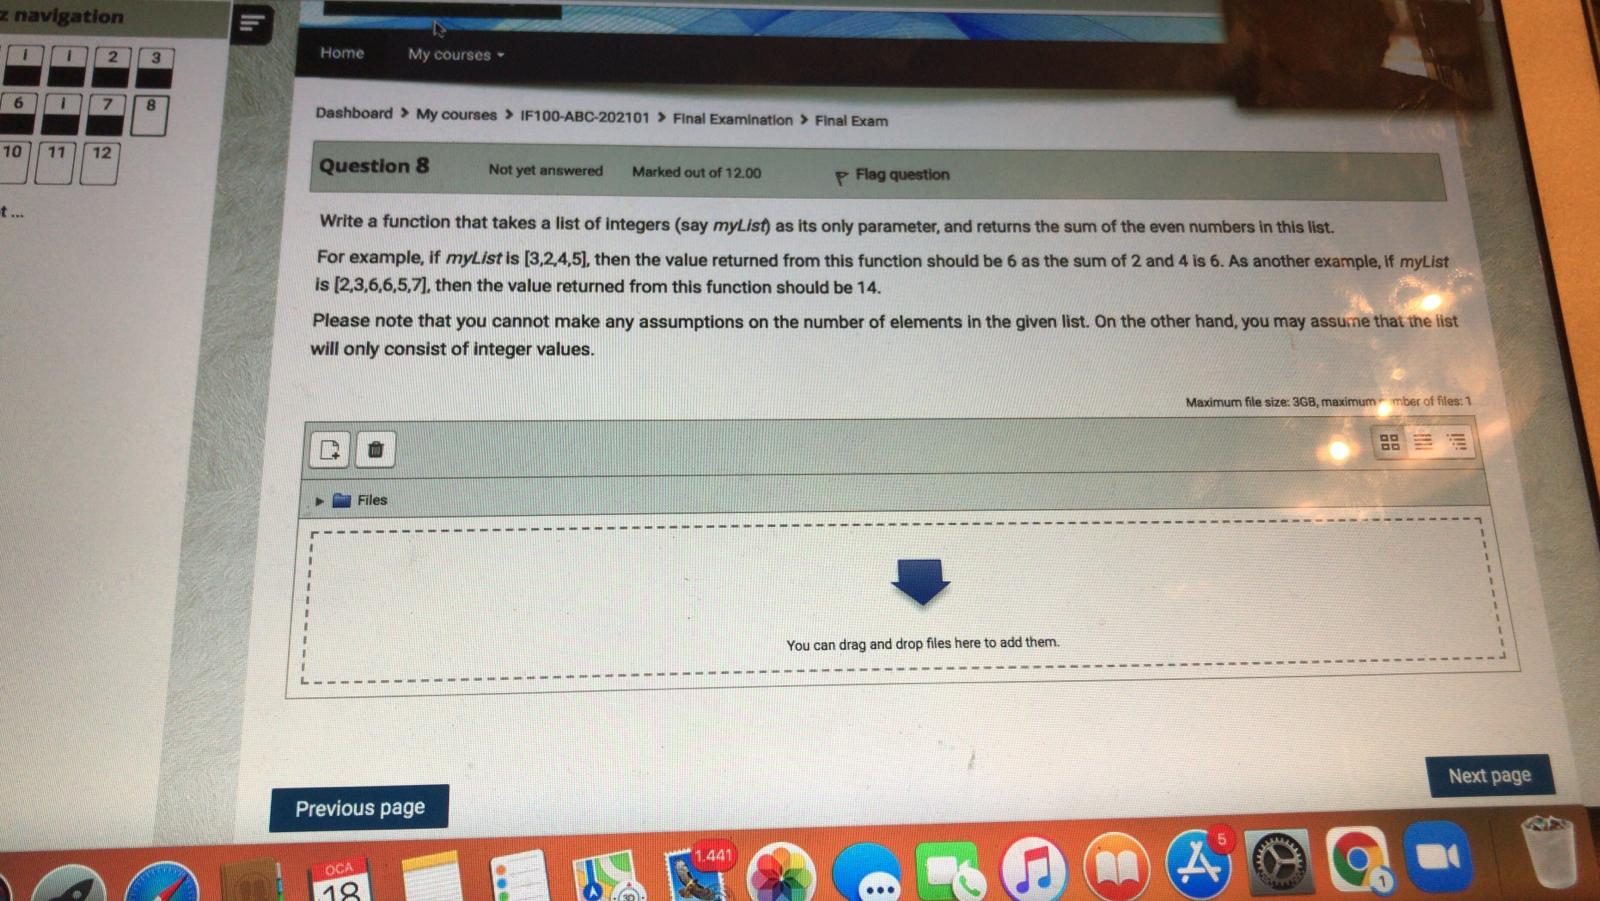 z navigation
i i 2 3
6 i 7 8
10 11 12
t ...
Home My courses
Dashboard > My courses > IF100-ABC-202101 > Final Examination > Final Exam
Question 8 Not yet answered Marked out of 12.00 Flag question
Write a function that takes a list of integers (say myList) as its only parameter, and returns the sum of the even numbers in this list.
For example, if myList is [3,2,4,5], then the value returned from this function should be 6 as the sum of 2 and 4 is 6. As another example, if myList
is [2,3,6,6,5,7], then the value returned from this function should be 14.
Please note that you cannot make any assumptions on the number of elements in the given list. On the other hand, you may assume that the list
will only consist of integer values.
Maximum file size: 3GB, maximum mber of files: 1
Files
You can drag and drop files here to add them.
Previous page
Next page
OCA
18
3D
1.441
5
1